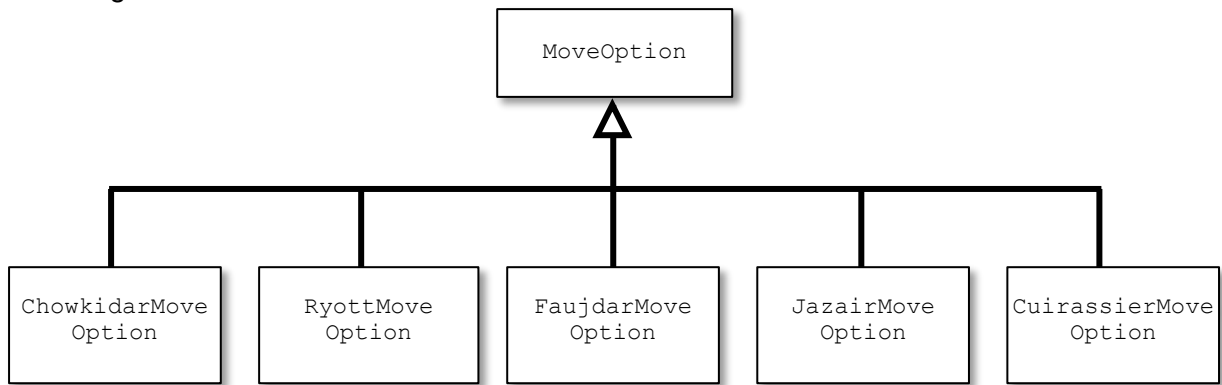 MoveOption
ChowkidarMove
Option
RyottMove
Option
FaujdarMove
Option
JazairMove
Option
CuirassierMove
Option